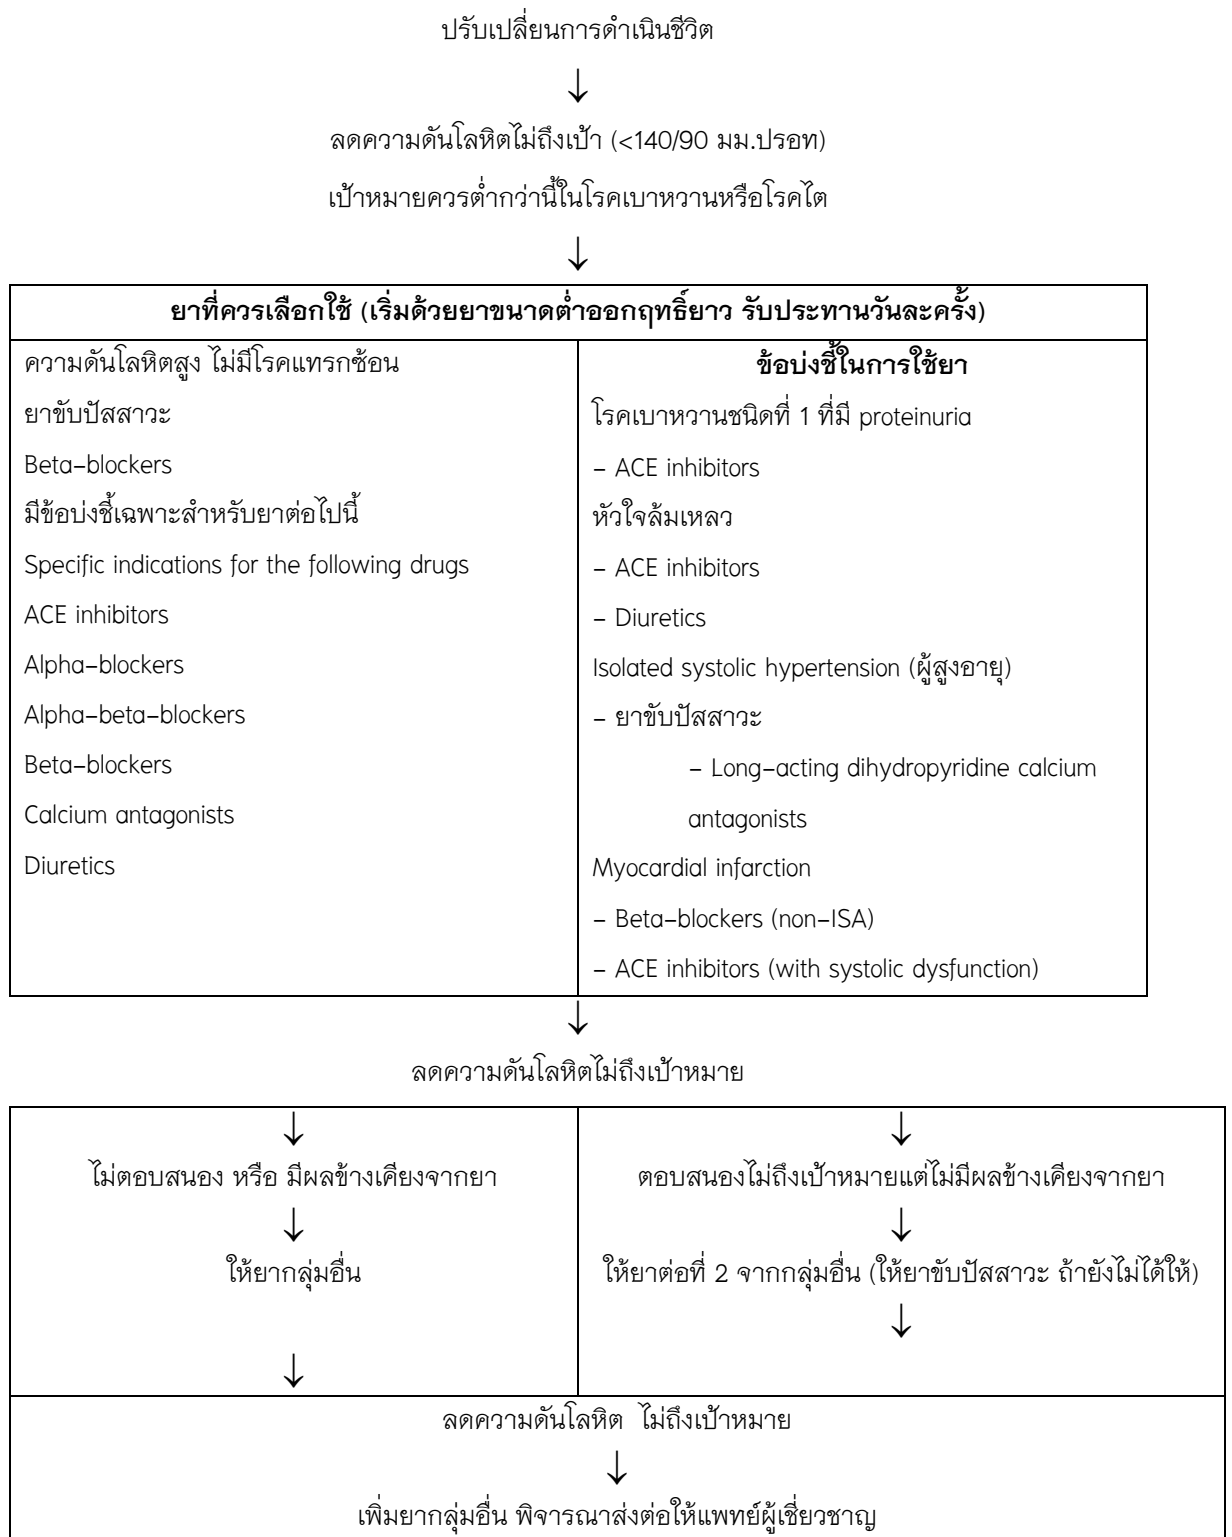 ปรับเปลี่ยนการดำเนินชีวิต
↓
ลดความดันโลหิตไม่ถึงเป้า (<140/90 มม.ปรอท)
เป้าหมายควรต่ำกว่านี้ในโรคเบาหวานหรือโรคไต
↓
ยาที่ควรเลือกใช้ (เริ่มด้วยยาขนาดต่ำออกฤทธิ์ยาว รับประทานวันละครั้ง)
ความดันโลหิตสูง ไม่มีโรคแทรกซ้อน
ยาขับปัสสาวะ
Beta-blockers
มีข้อบ่งชี้เฉพาะสำหรับยาต่อไปนี้
Specific indications for the following drugs
ACE inhibitors
Alpha-blockers
Alpha-beta-blockers
Beta-blockers
Calcium antagonists
Diuretics
ข้อบ่งชี้ในการใช้ยา
โรคเบาหวานชนิดที่ 1 ที่มี proteinuria
- ACE inhibitors
หัวใจล้มเหลว
- ACE inhibitors
- Diuretics
Isolated systolic hypertension (ผู้สูงอายุ)
- ยาขับปัสสาวะ
- Long-acting dihydropyridine calcium
antagonists
Myocardial infarction
- Beta-blockers (non-ISA)
- ACE inhibitors (with systolic dysfunction)
↓
ลดความดันโลหิตไม่ถึงเป้าหมาย
↓
ไม่ตอบสนอง หรือ มีผลข้างเคียงจากยา
↓
ให้ยากลุ่มอื่น
↓
↓
ตอบสนองไม่ถึงเป้าหมายแต่ไม่มีผลข้างเคียงจากยา
↓
ให้ยาต่อที่ 2 จากกลุ่มอื่น (ให้ยาขับปัสสาวะ ถ้ายังไม่ได้ให้)
↓
ลดความดันโลหิต ไม่ถึงเป้าหมาย
↓
เพิ่มยากลุ่มอื่น พิจารณาส่งต่อให้แพทย์ผู้เชี่ยวชาญ